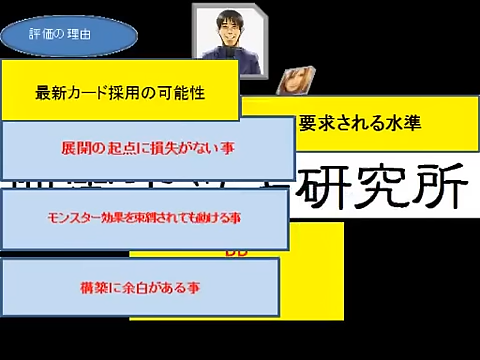 評価の理由
最新カード採用の可能性
要求される水準
展開の起点に損失がない事
研究所
モンスター効果を束縛されても動ける事
構築に余白がある事